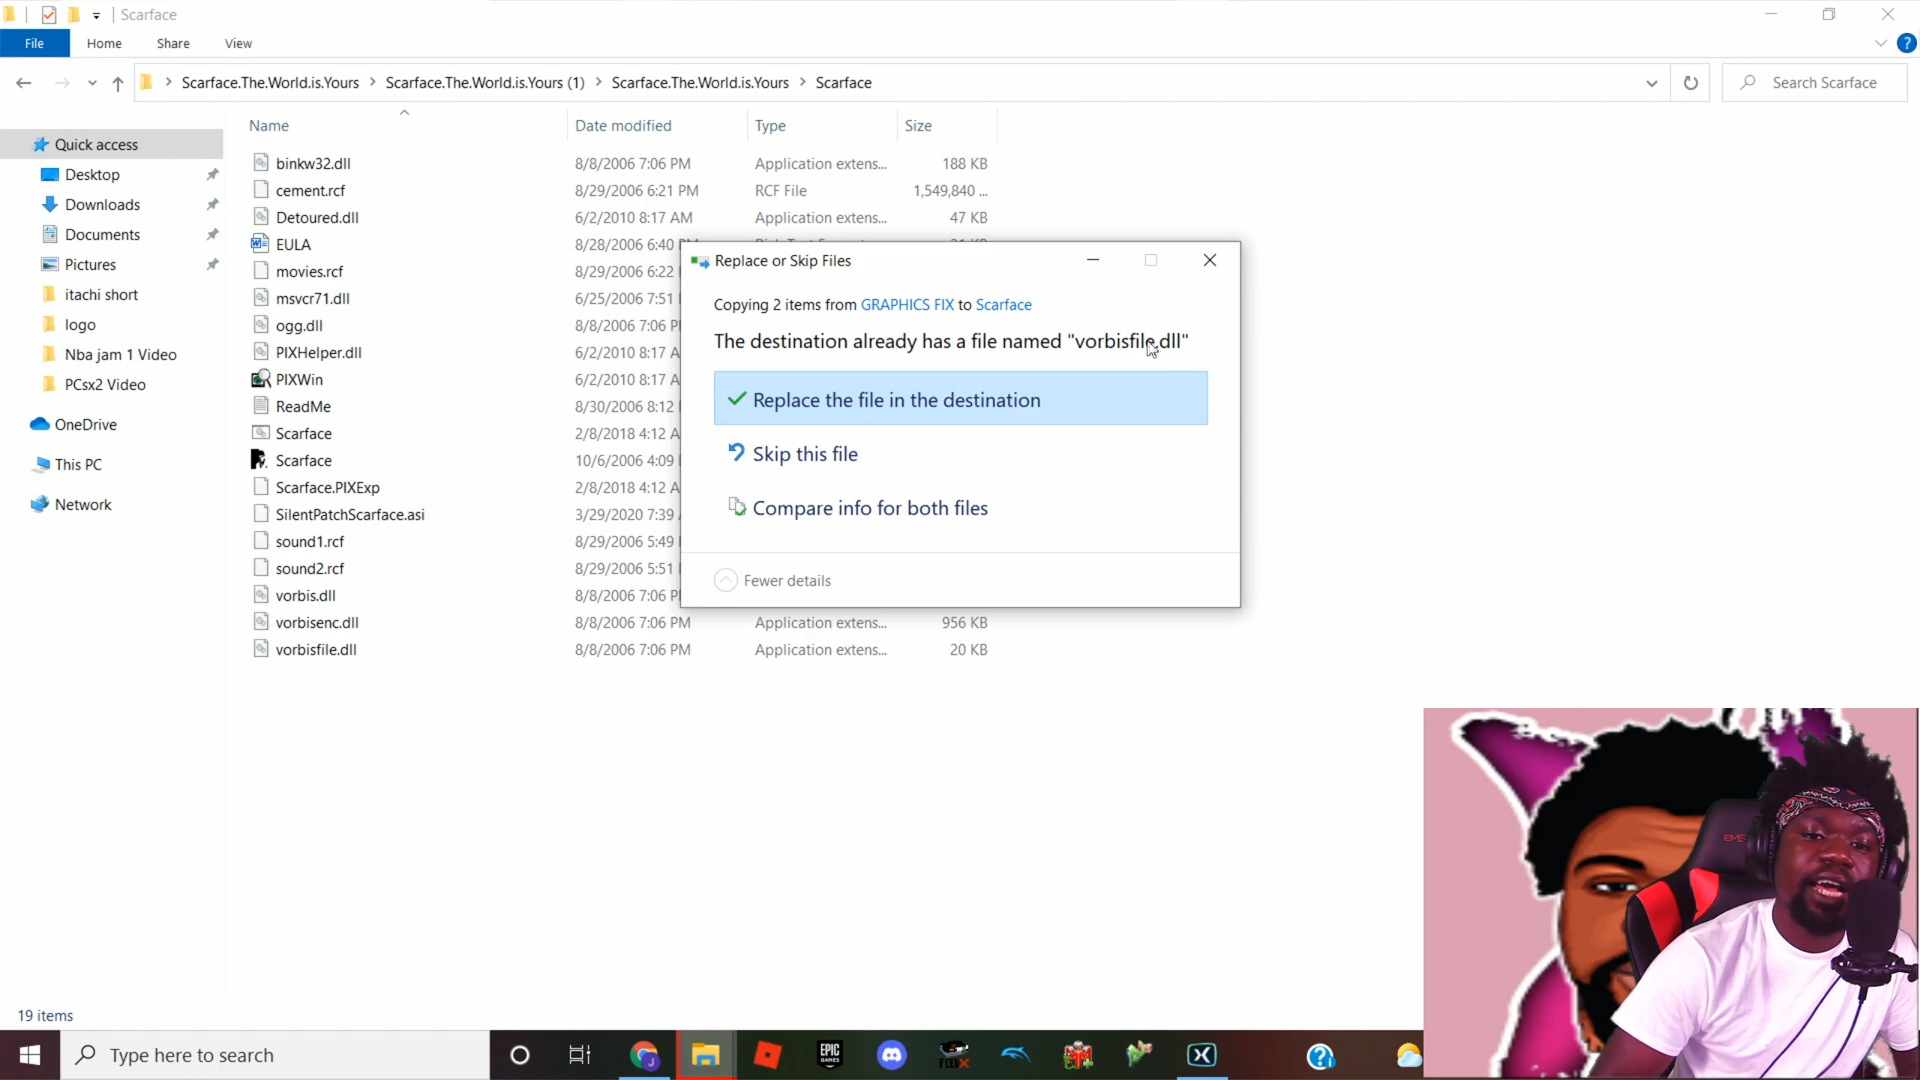 Scarface
File
Home
Share
View
Scarface.The.World.is.Yours
Scarface.The.World.is.Yours (1)
Scarface.The.World.is.Yours
Scarface
Search Scarface
Name
Date modified
Type
Size
Quick access
Desktop
Downloads
Documents
Pictures
itachi short
logo
Nba jam 1 Video
PCsx2 Video
OneDrive
This PC
Network
binkw32.dll 8/8/2006 7:06 PM Application extens... 188 KB
cement.rcf 8/29/2006 6:21 PM RCF File 1,549,840 ...
Detoured.dll 6/2/2010 8:17 AM Application extens... 47 KB
EULA 8/28/2006 6:40
movies.rcf 8/29/2006 6:22
msvcr71.dll 6/25/2006 7:51
ogg.dll 8/8/2006 7:06 P
PIXHelper.dll 6/2/2010 8:17 A
PIXWin 6/2/2010 8:17 A
ReadMe 8/30/2006 8:12
Scarface 2/8/2018 4:12 A
Scarface 10/6/2006 4:09
Scarface.PIXExp 2/8/2018 4:12 A
SilentPatchScarface.asi 3/29/2020 7:39
sound1.rcf 8/29/2006 5:49
sound2.rcf 8/29/2006 5:51
vorbis.dll 8/8/2006 7:06 P
vorbisenc.dll 8/8/2006 7:06 PM Application extens... 956 KB
vorbisfile.dll 8/8/2006 7:06 PM Application extens... 20 KB
Replace or Skip Files
Copying 2 items from GRAPHICS FIX to Scarface
The destination already has a file named "vorbisfile.dll"
Replace the file in the destination
Skip this file
Compare info for both files
Fewer details
19 items
Type here to search
EPIC
GAMES